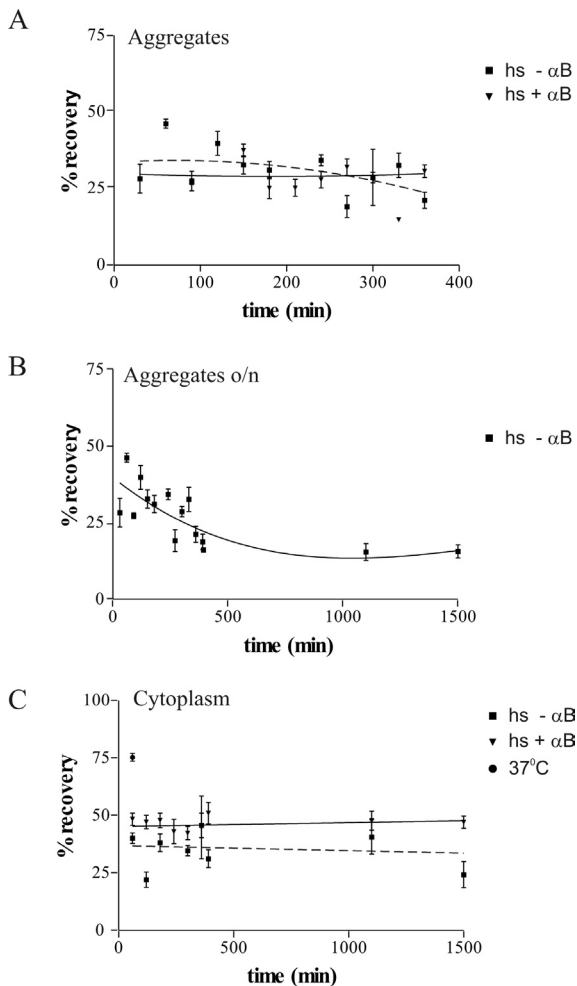 A
Aggregates
75
50
25
0
% recovery
0 100 200 300 400
time (min)
hs - αB
hs + αB
B
Aggregates o/n
75
50
25
0
% recovery
0 500 1000 1500
time (min)
hs - αB
C
Cytoplasm
100
75
50
25
0
% recovery
0 500 1000 1500
time (min)
hs - αB
hs + αB
37⁰C